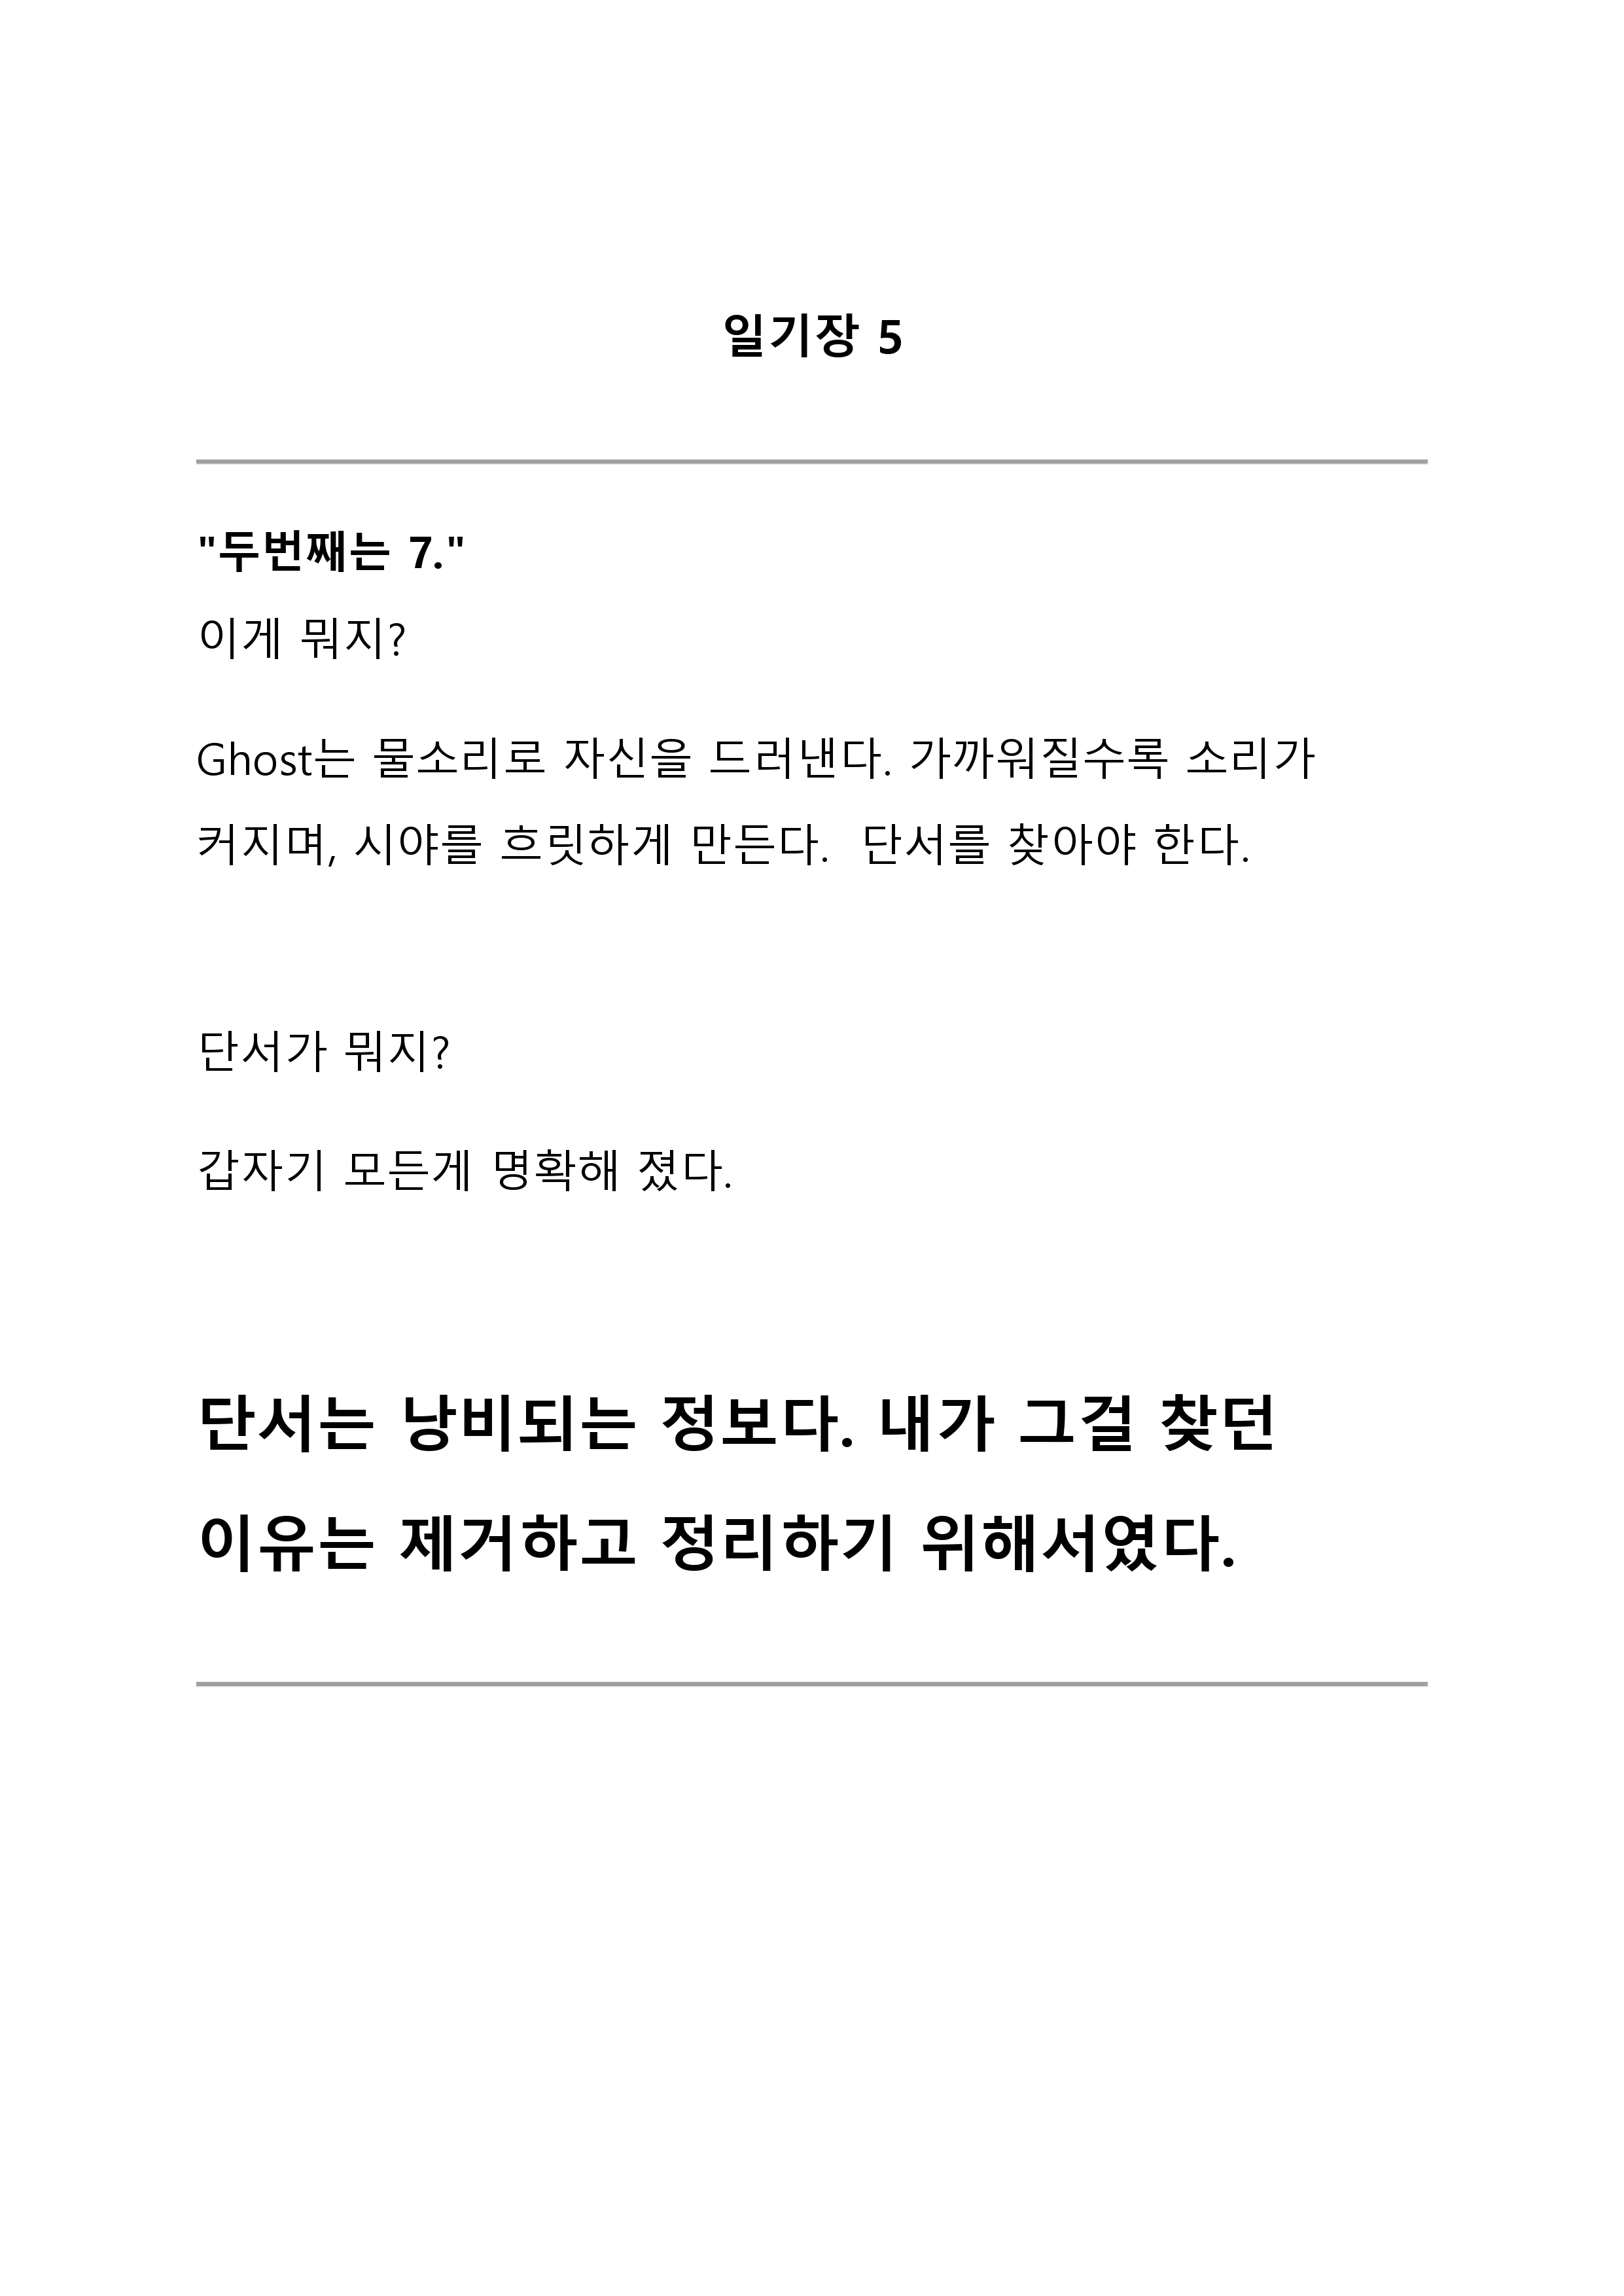 일기장 5
"두번째는 7."
이게 뭐지?
Ghost는 물소리로 자신을 드러낸다. 가까워질수록 소리가
커지며, 시야를 흐릿하게 만든다.  단서를 찾아야 한다.
단서가 뭐지?
갑자기 모든게 명확해 졌다.
단서는 낭비되는 정보다. 내가 그걸 찾던
이유는 제거하고 정리하기 위해서였다.